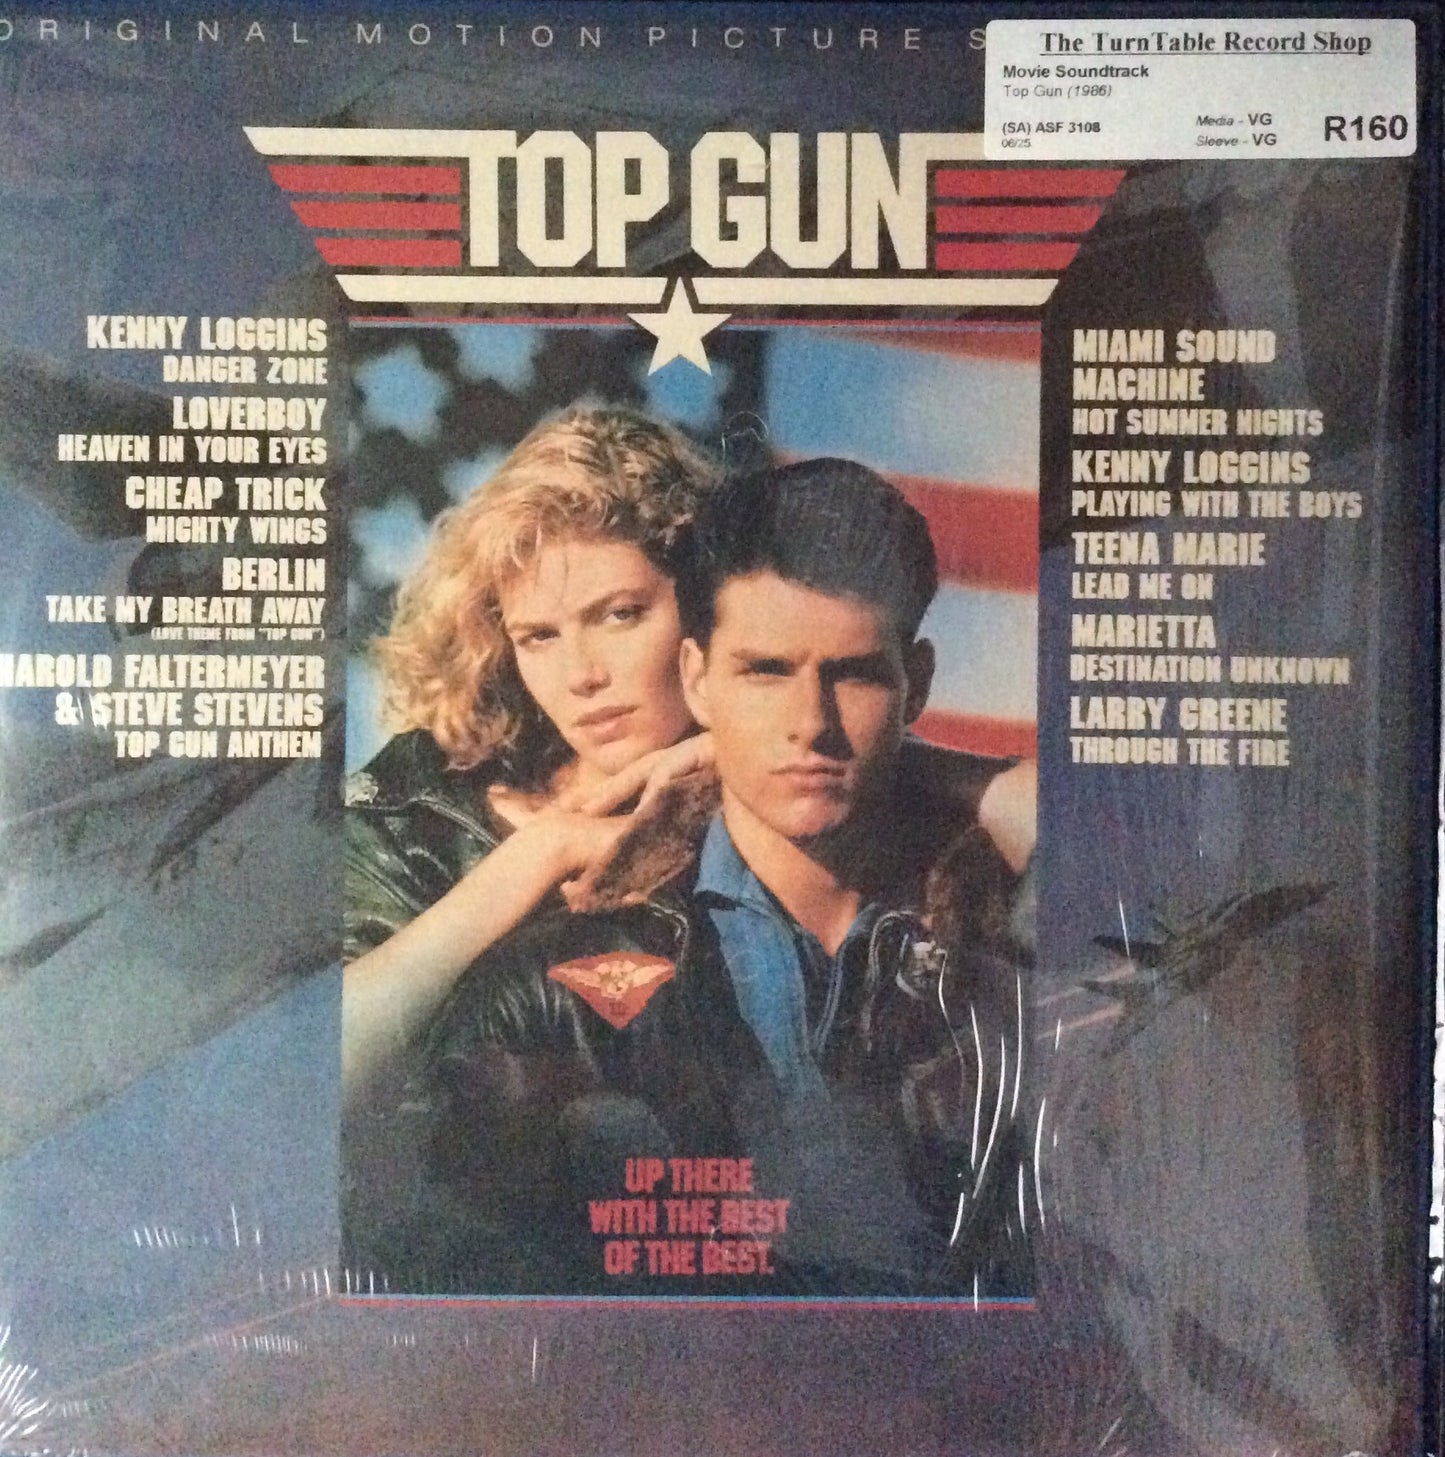 ORIGINAL MOTION PICTURE S
The TurnTable Record Shop
Movie Soundtrack
Top Gun (1986)
(SA) ASF 3108
06/25
Media - VG
Sleeve - VG
R160
TOP GUN
KENNY LOGGINS
DANGER ZONE
LOVERBOY
HEAVEN IN YOUR EYES
CHEAP TRICK
MIGHTY WINGS
BERLIN
TAKE MY BREATH AWAY
(LOVE THEME FROM "TOP GUN")
HAROLD FALTERMEYER
& STEVE STEVENS
TOP GUN ANTHEM
MIAMI SOUND
MACHINE
HOT SUMMER NIGHTS
KENNY LOGGINS
PLAYING WITH THE BOYS
TEENA MARIE
LEAD ME ON
MARIETTA
DESTINATION UNKNOWN
LARRY GREENE
THROUGH THE FIRE
UP THERE
WITH THE BEST
OF THE BEST.